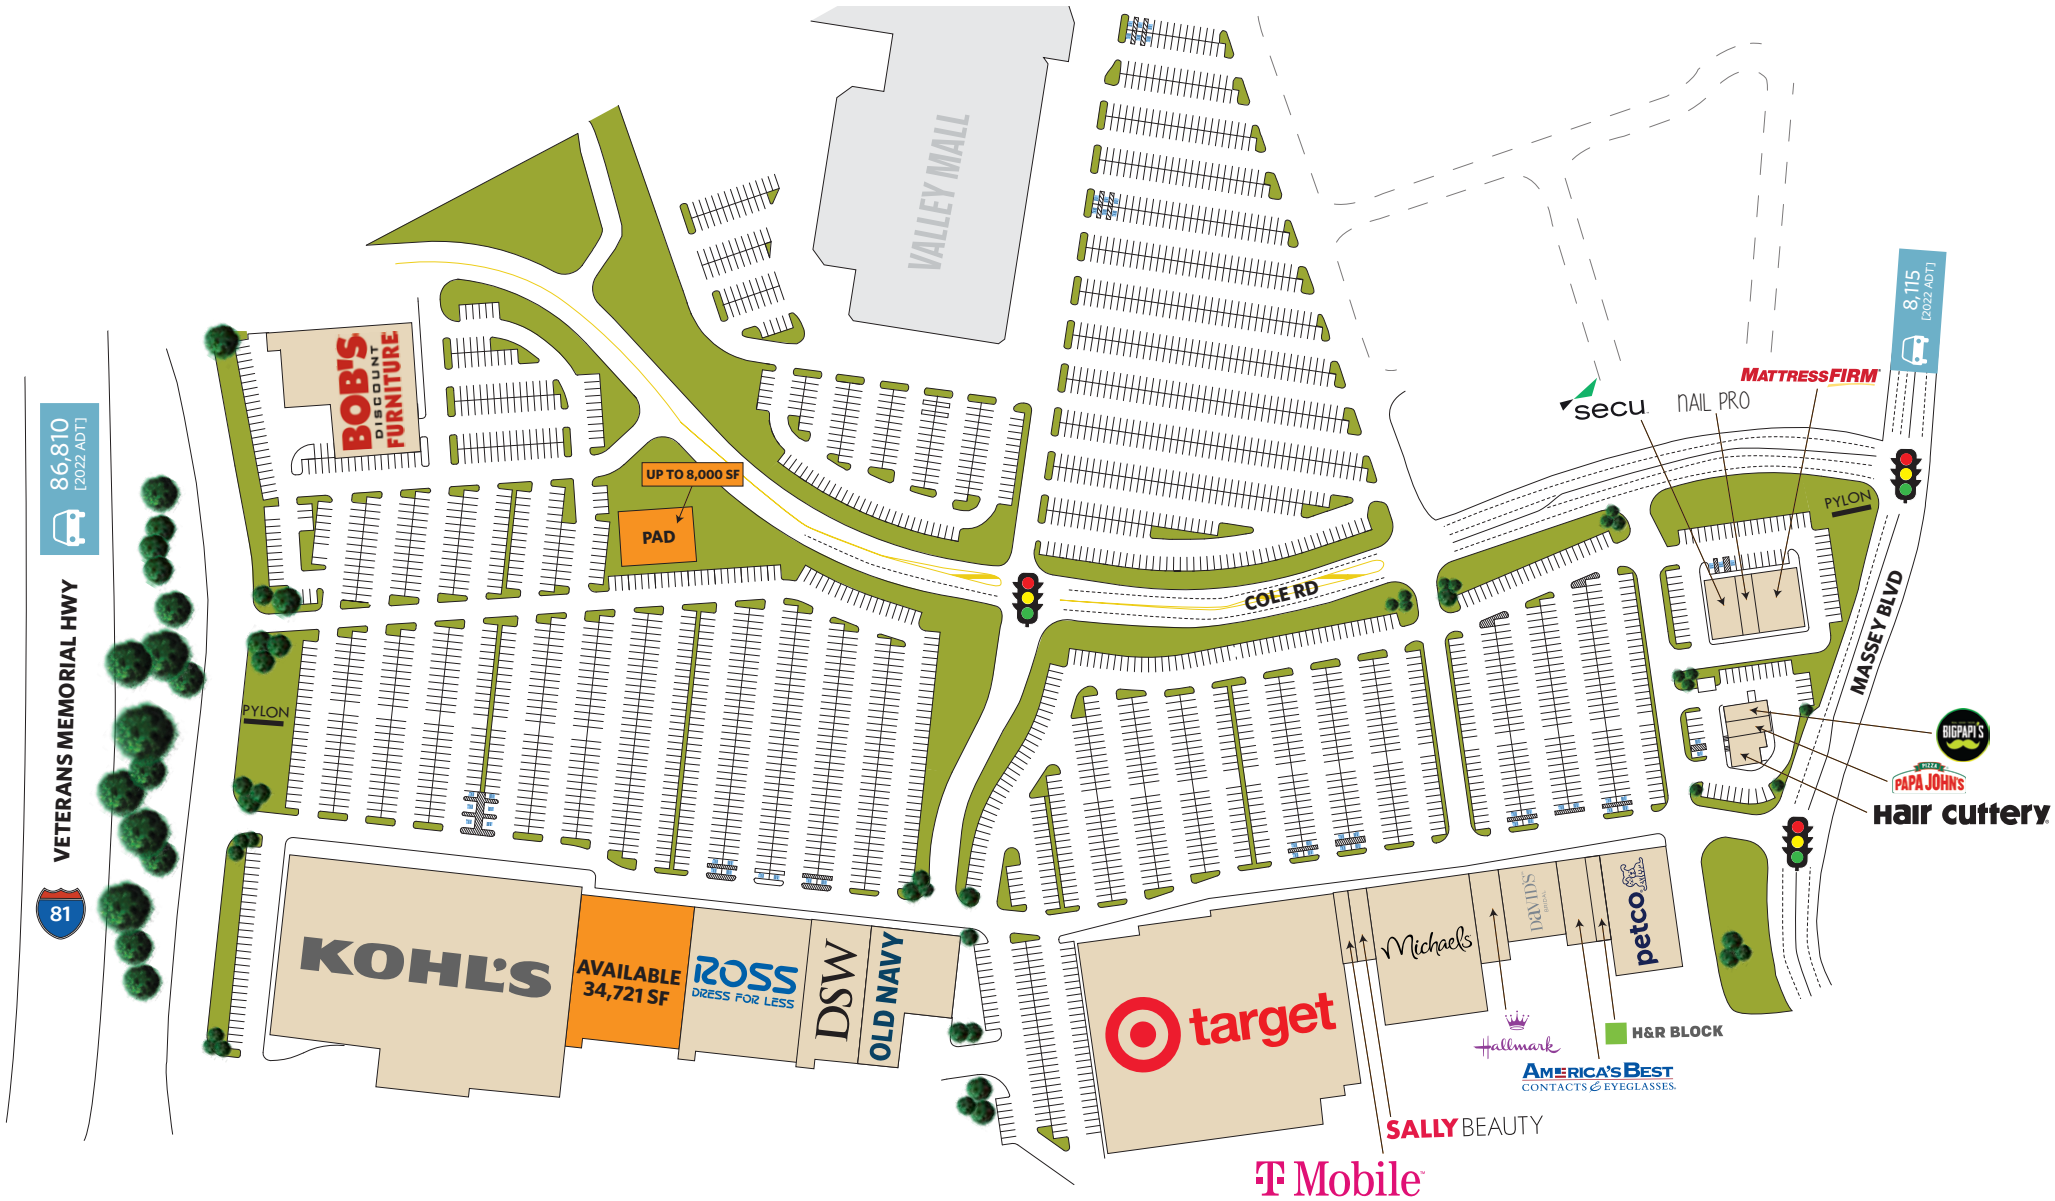 VALLEY MALL
8,115
[2022 ADT]
86,810
[2022 ADT]
VETERANS MEMORIAL HWY
81
BOB'S
DISCOUNT
FURNITURE
UP TO 8,000 SF
PAD
COLE RD
MASSEY BLVD
secu
NAIL PRO
MATTRESSFIRM
PYLON
PYLON
BIGPAPI'S
PIZZA
PAPA JOHN'S
Hair cuttery
KOHL'S
AVAILABLE
34,721 SF
ROSS
DRESS FOR LESS
DSW
OLD NAVY
target
Michaels
DAVID'S
BRIDAL
petco
Hallmark
H&R BLOCK
AMERICA'S BEST
CONTACTS & EYEGLASSES
SALLY BEAUTY
T Mobile